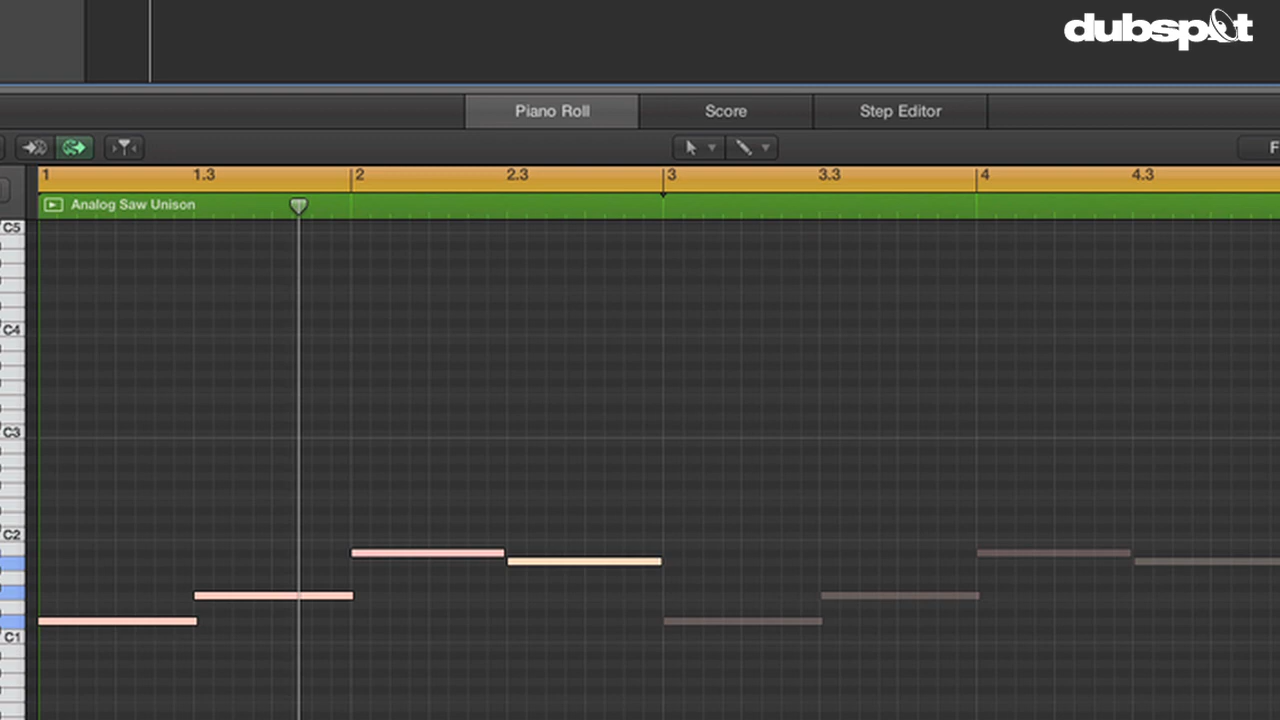 dubspot
Piano Roll Score Step Editor
F
1 1.3 2 2.3 3 3.3 4 4.3
Analog Saw Unison
C5
C4
C3
C2
C1